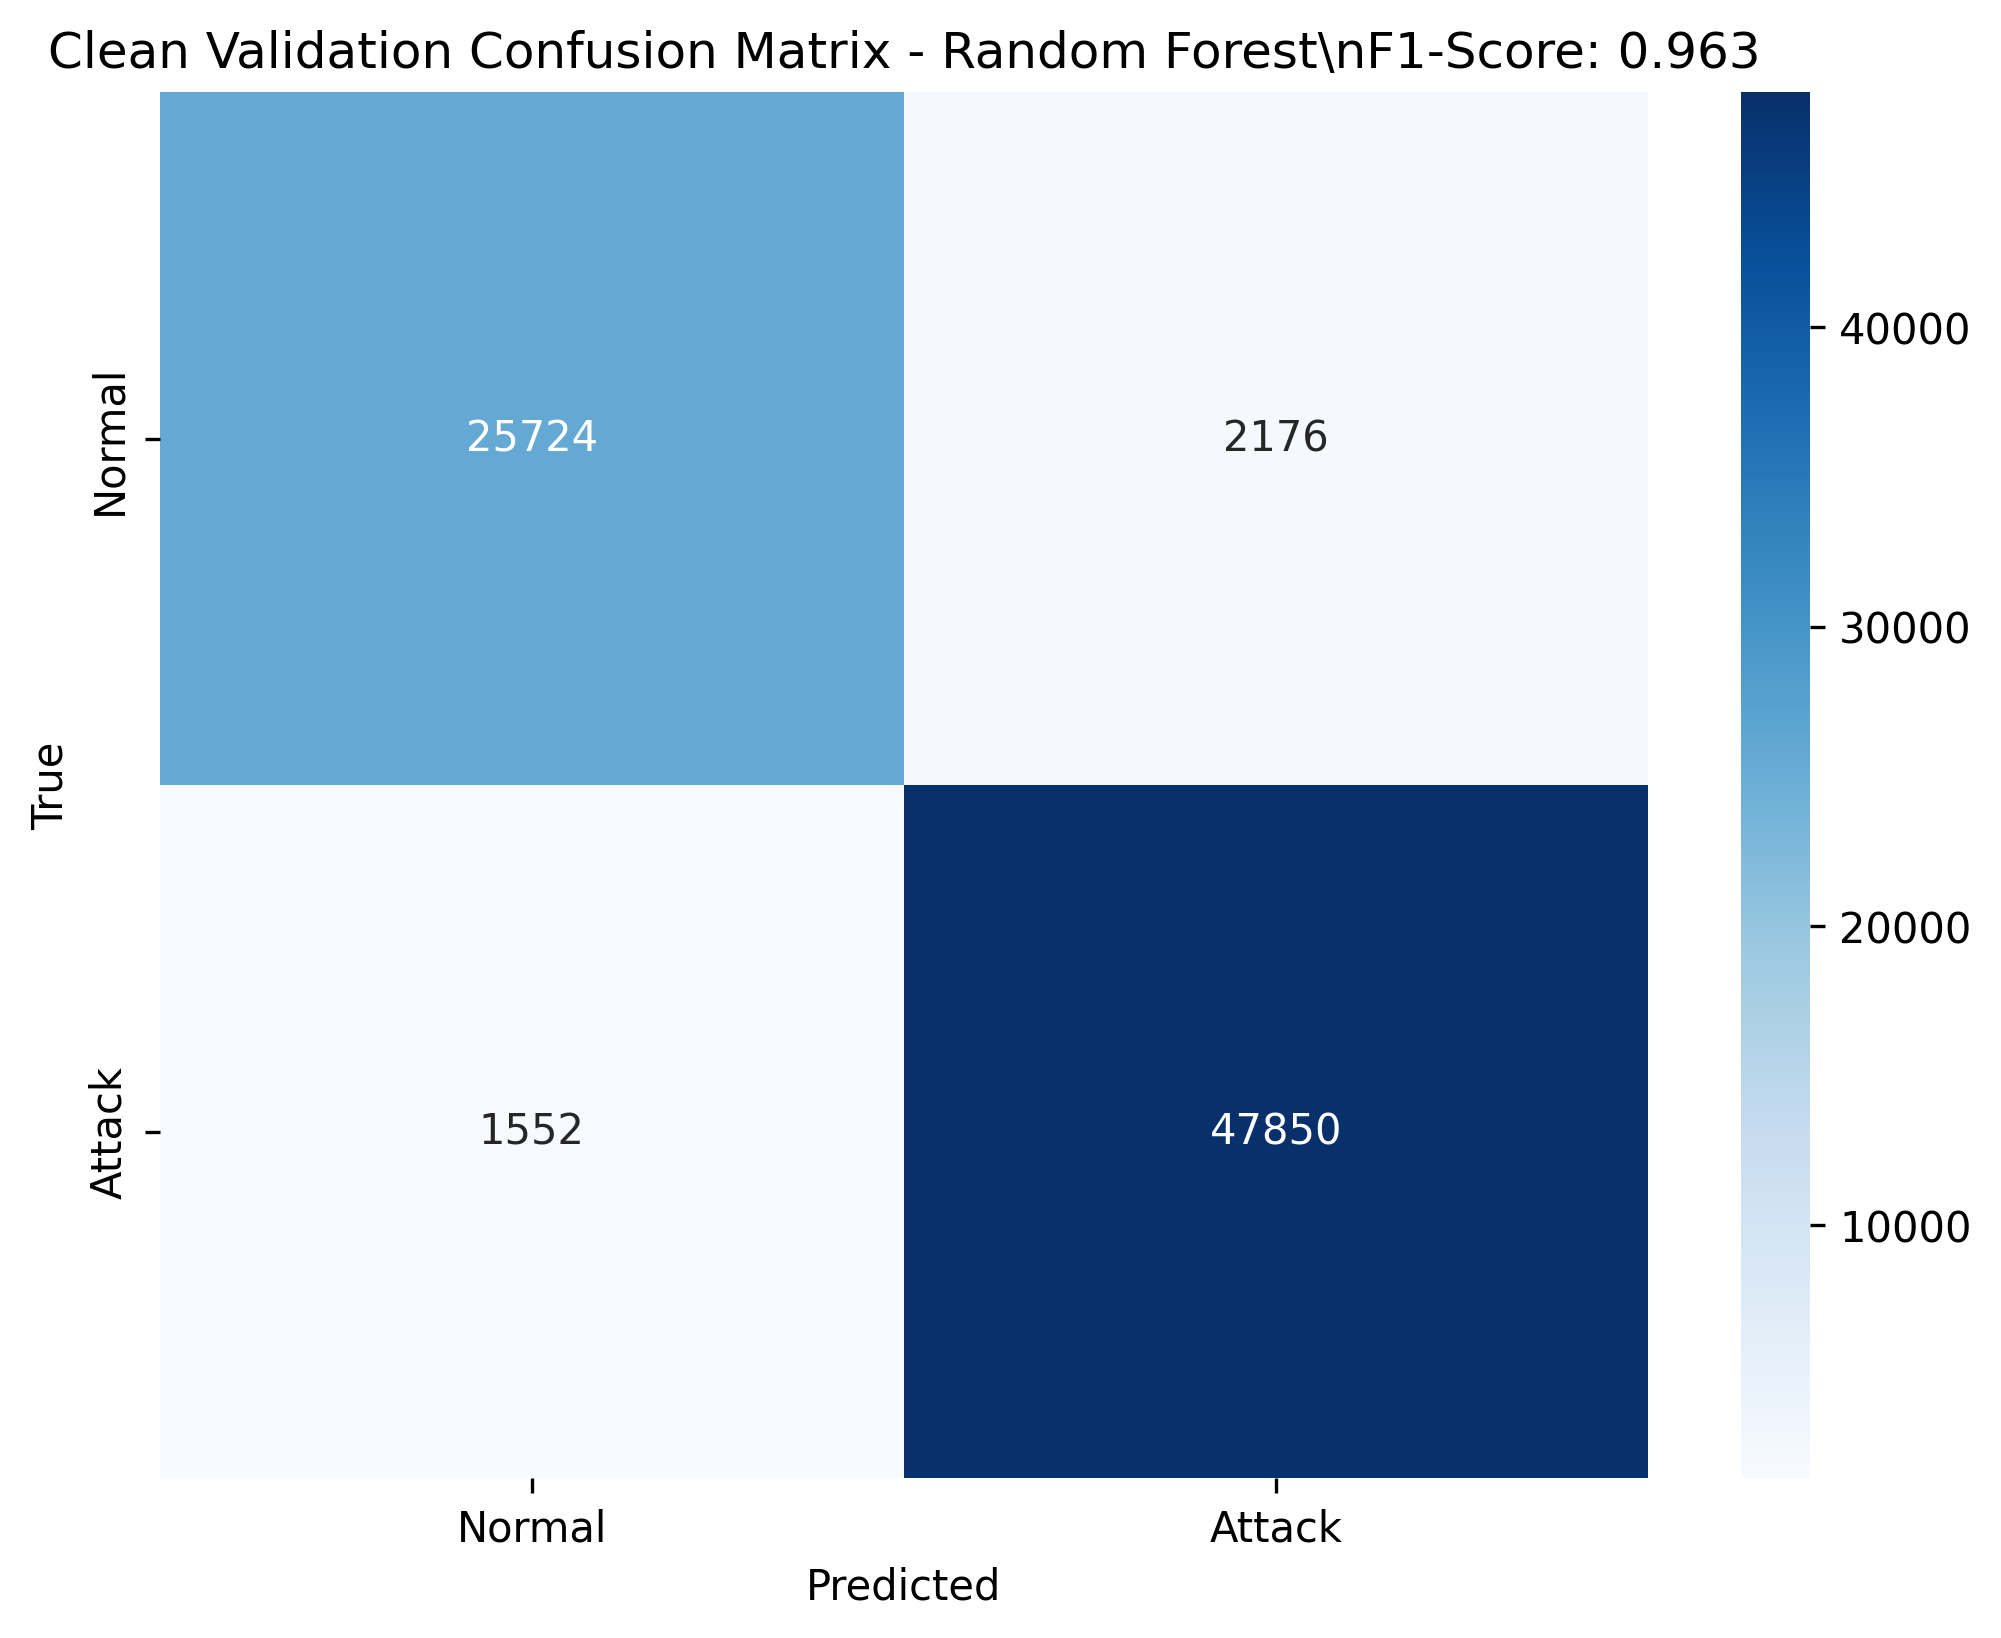 Clean Validation Confusion Matrix - Random Forest\nF1-Score: 0.963
True
Normal
25724
2176
Attack
1552
47850
Normal
Attack
Predicted
40000
30000
20000
10000